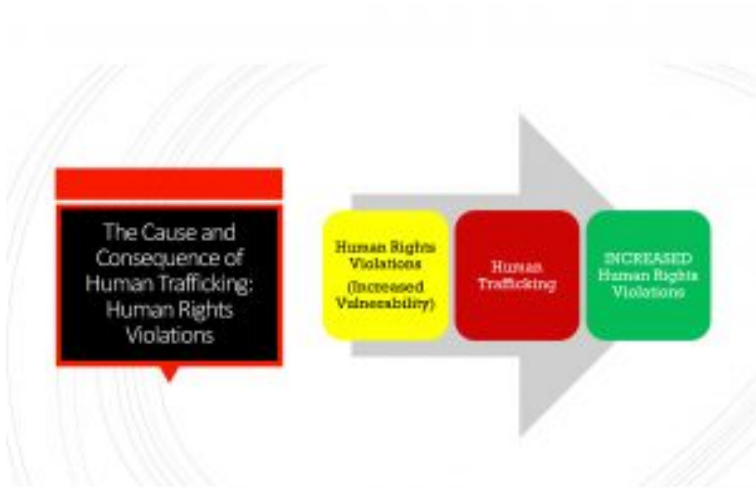 The Cause and
Consequence of
Human Trafficking:
Human Rights
Violations
Human Rights
Violations
(Increased
Vulnerability)
Human
Trafficking
INCREASED
Human Rights
Violations